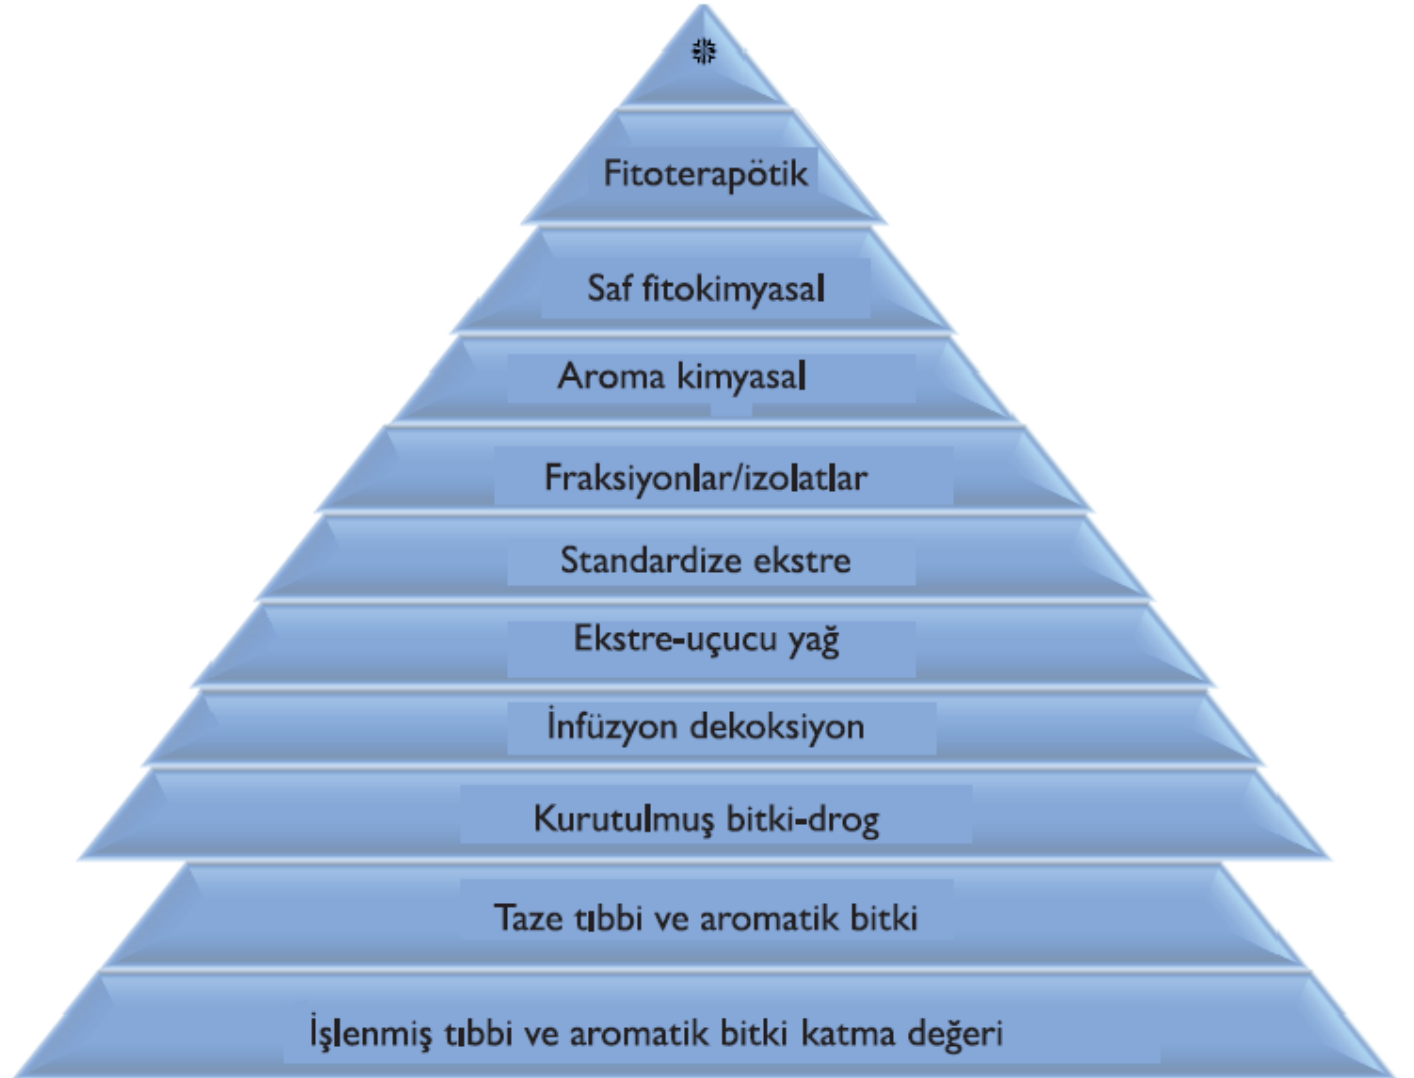 Fitoterapötik
Saf fitokimyasal
Aroma kimyasal
Fraksiyonlar/izolatlar
Standardize ekstre
Ekstre-uçucu yağ
İnfüzyon dekoksiyon
Kurutulmuş bitki-drog
Taze tıbbi ve aromatik bitki
İşlenmiş tıbbi ve aromatik bitki katma değeri